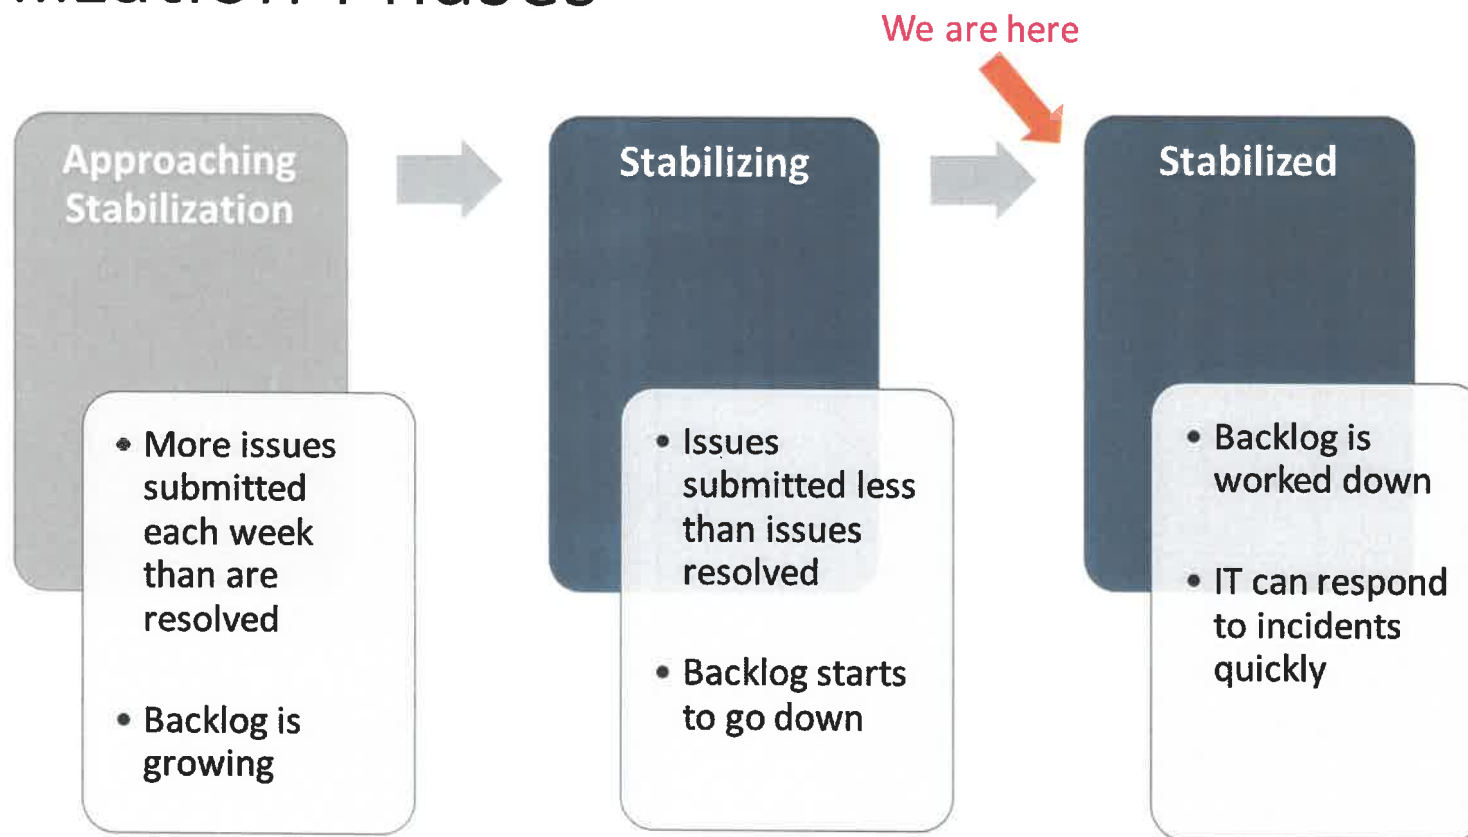 We are here
Approaching
Stabilization
• More issues
submitted
each week
than are
resolved
• Backlog is
growing
Stabilizing
• Issues
submitted less
than issues
resolved
• Backlog starts
to go down
Stabilized
• Backlog is
worked down
• IT can respond
to incidents
quickly